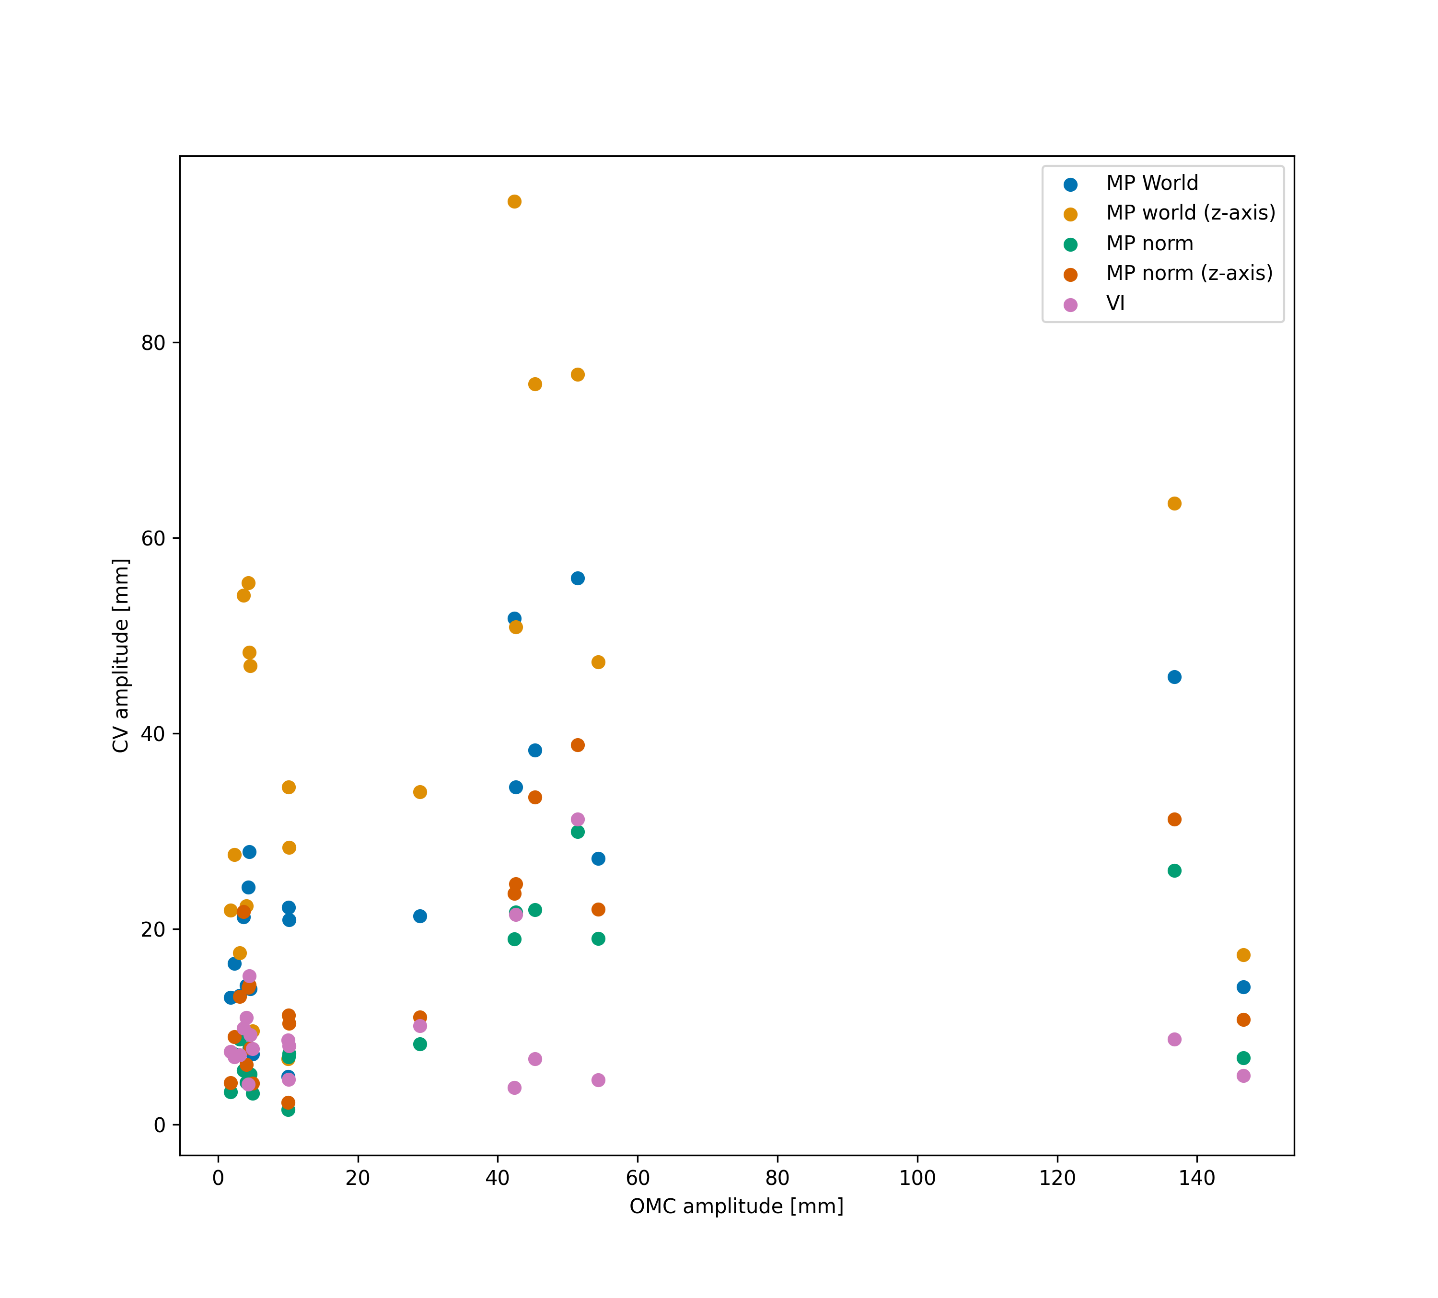 MP World
MP world (z-axis)
MP norm
MP norm (z-axis)
VI
80
60
40
20
0
CV amplitude [mm]
0 20 40 60 80 100 120 140
OMC amplitude [mm]